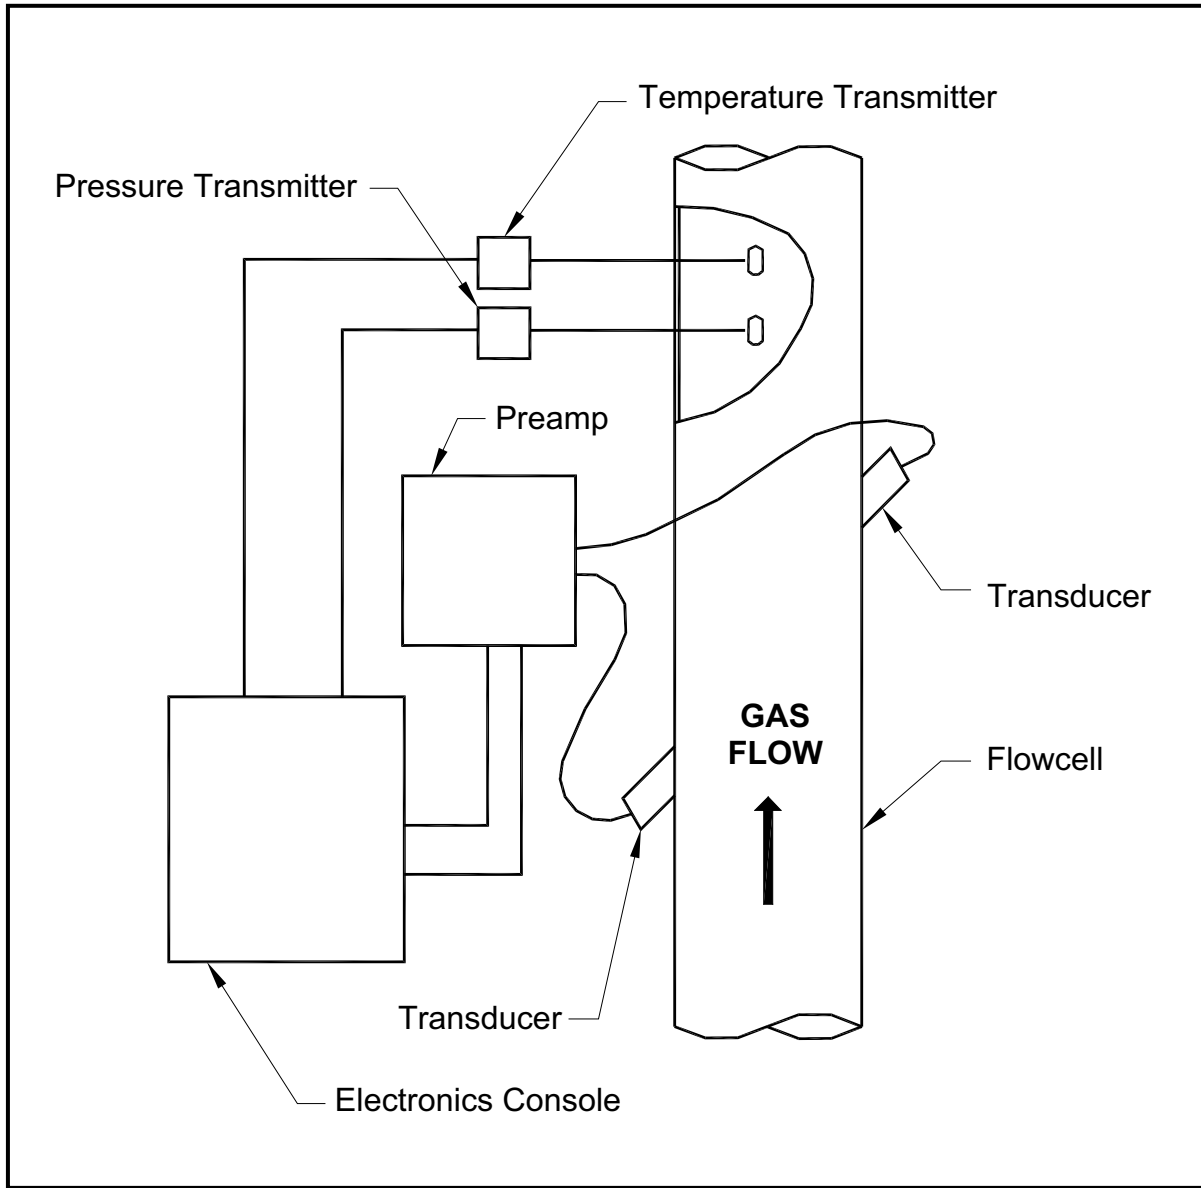 Temperature Transmitter
Pressure Transmitter
Preamp
Transducer
GAS
FLOW
Flowcell
Transducer
Electronics Console